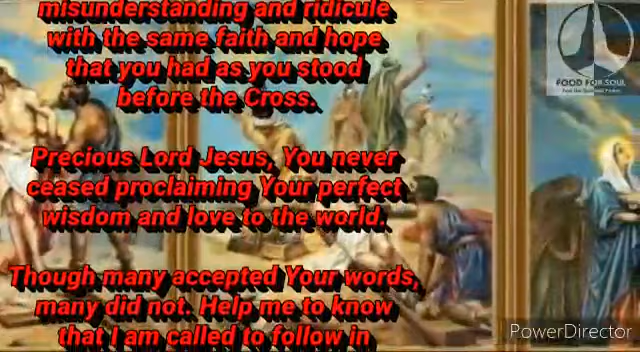 misunderstanding and ridicule
with the same faith and hope
that you had as you stood
before the Cross.
Precious Lord Jesus, You never
ceased proclaiming Your perfect
wisdom and love to the world.
Though many accepted Your words,
many did not. Help me to know
that I am called to follow in
FOOD FOR SOUL
PowerDirector